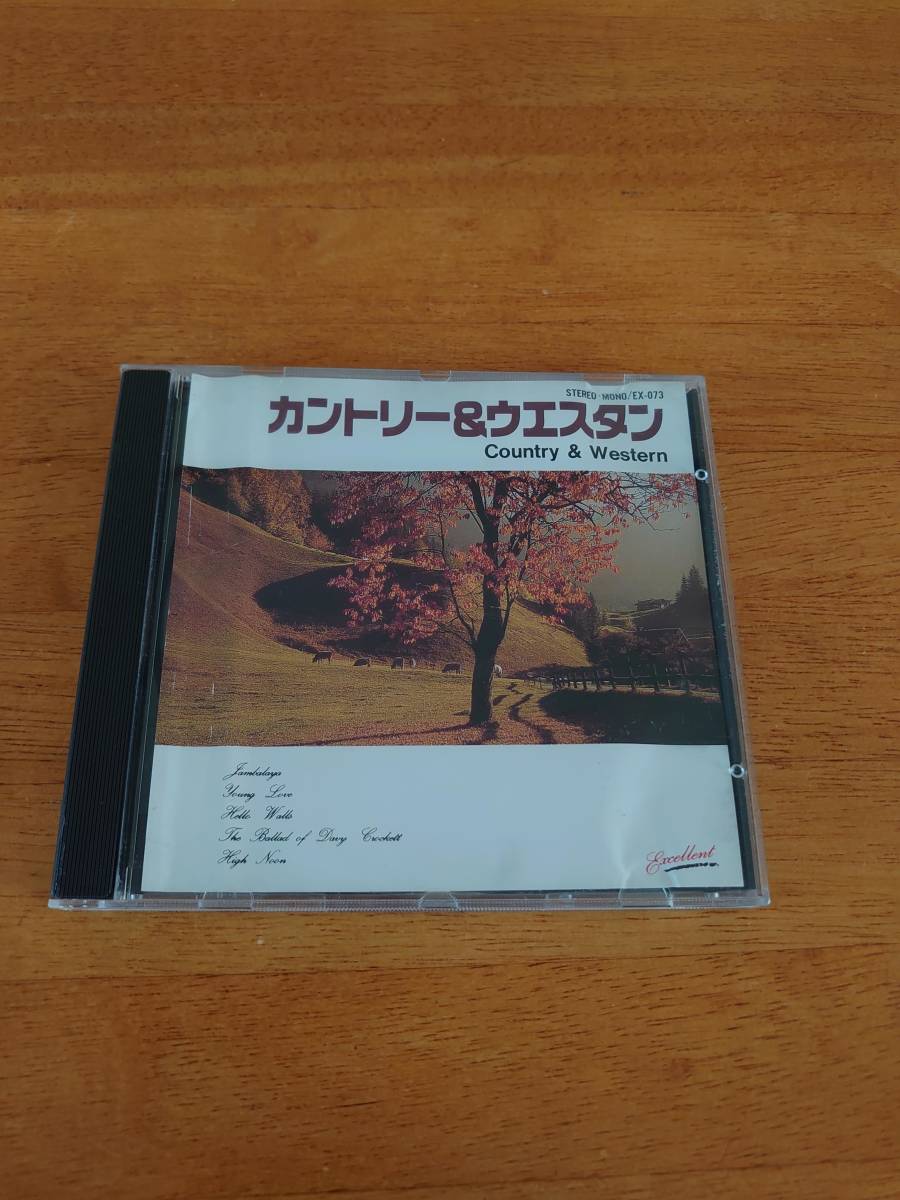 STEREO・MONO/EX-073
カントリー&ウエスタン
Country & Western
Jambalaya
Young Love
Hello Walls
The Ballad of Davy Crockett
High Noon
Excellent